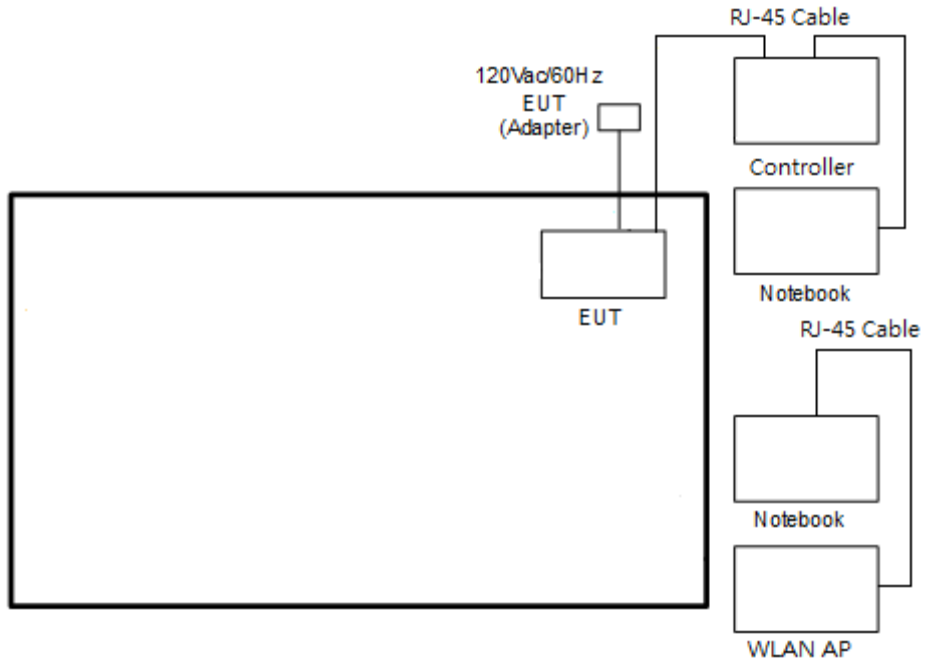 RJ-45 Cable
120Vac/60Hz
EUT
(Adapter)
Controller
Notebook
EUT
RJ-45 Cable
Notebook
WLAN AP